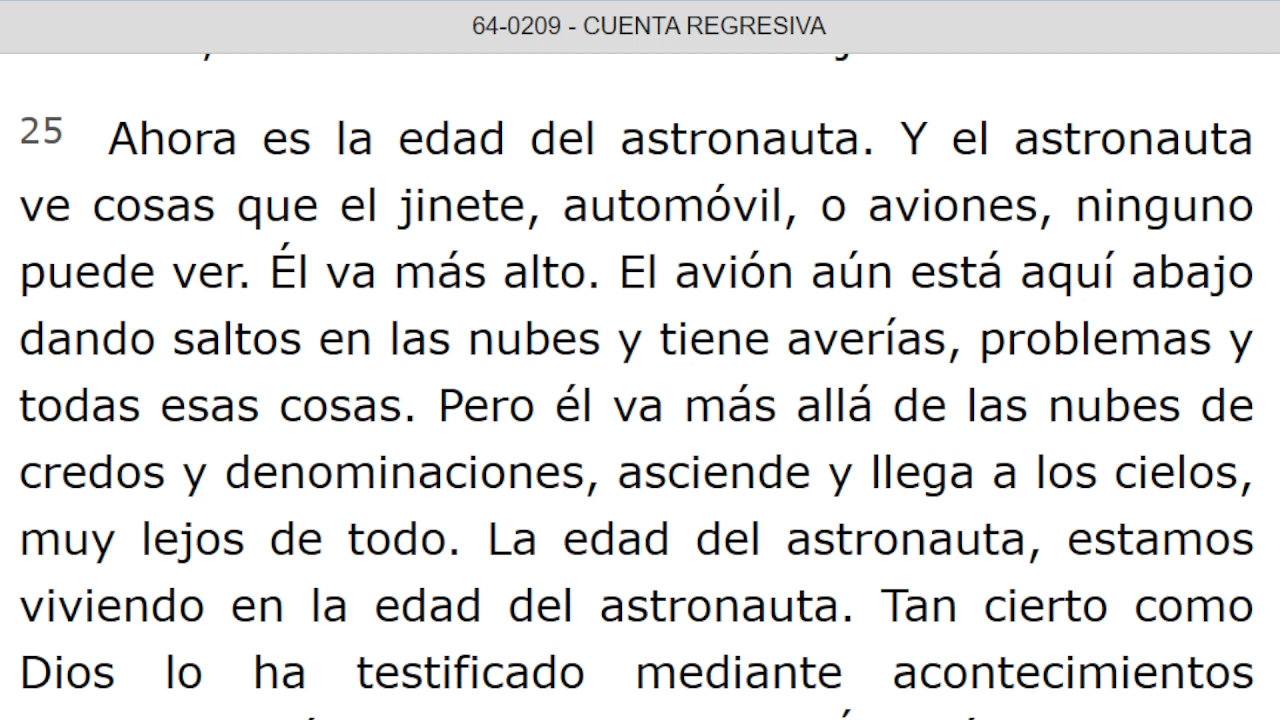 64-0209 - CUENTA REGRESIVA
25 Ahora es la edad del astronauta. Y el astronauta
ve cosas que el jinete, automóvil, o aviones, ninguno
puede ver. Él va más alto. El avión aún está aquí abajo
dando saltos en las nubes y tiene averías, problemas y
todas esas cosas. Pero él va más allá de las nubes de
credos y denominaciones, asciende y llega a los cielos,
muy lejos de todo. La edad del astronauta, estamos
viviendo en la edad del astronauta. Tan cierto como
Dios lo ha testificado mediante acontecimientos